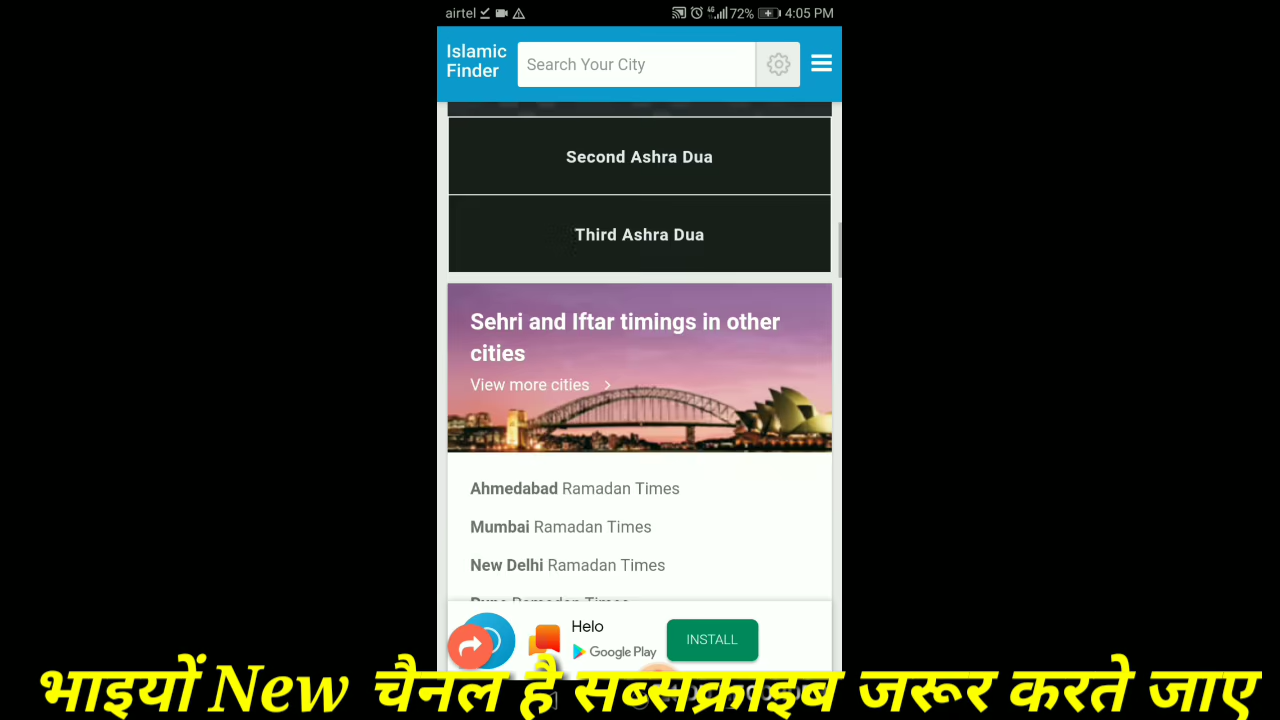 airtel 72% 4:05 PM
Islamic
Finder
Search Your City
Second Ashra Dua
Third Ashra Dua
Sehri and Iftar timings in other
cities
View more cities
Ahmedabad Ramadan Times
Mumbai Ramadan Times
New Delhi Ramadan Times
Ramadan Times
Helo
Google Play
INSTALL
भाइयों New चैनल है सब्सक्राइब जरूर करते जाए